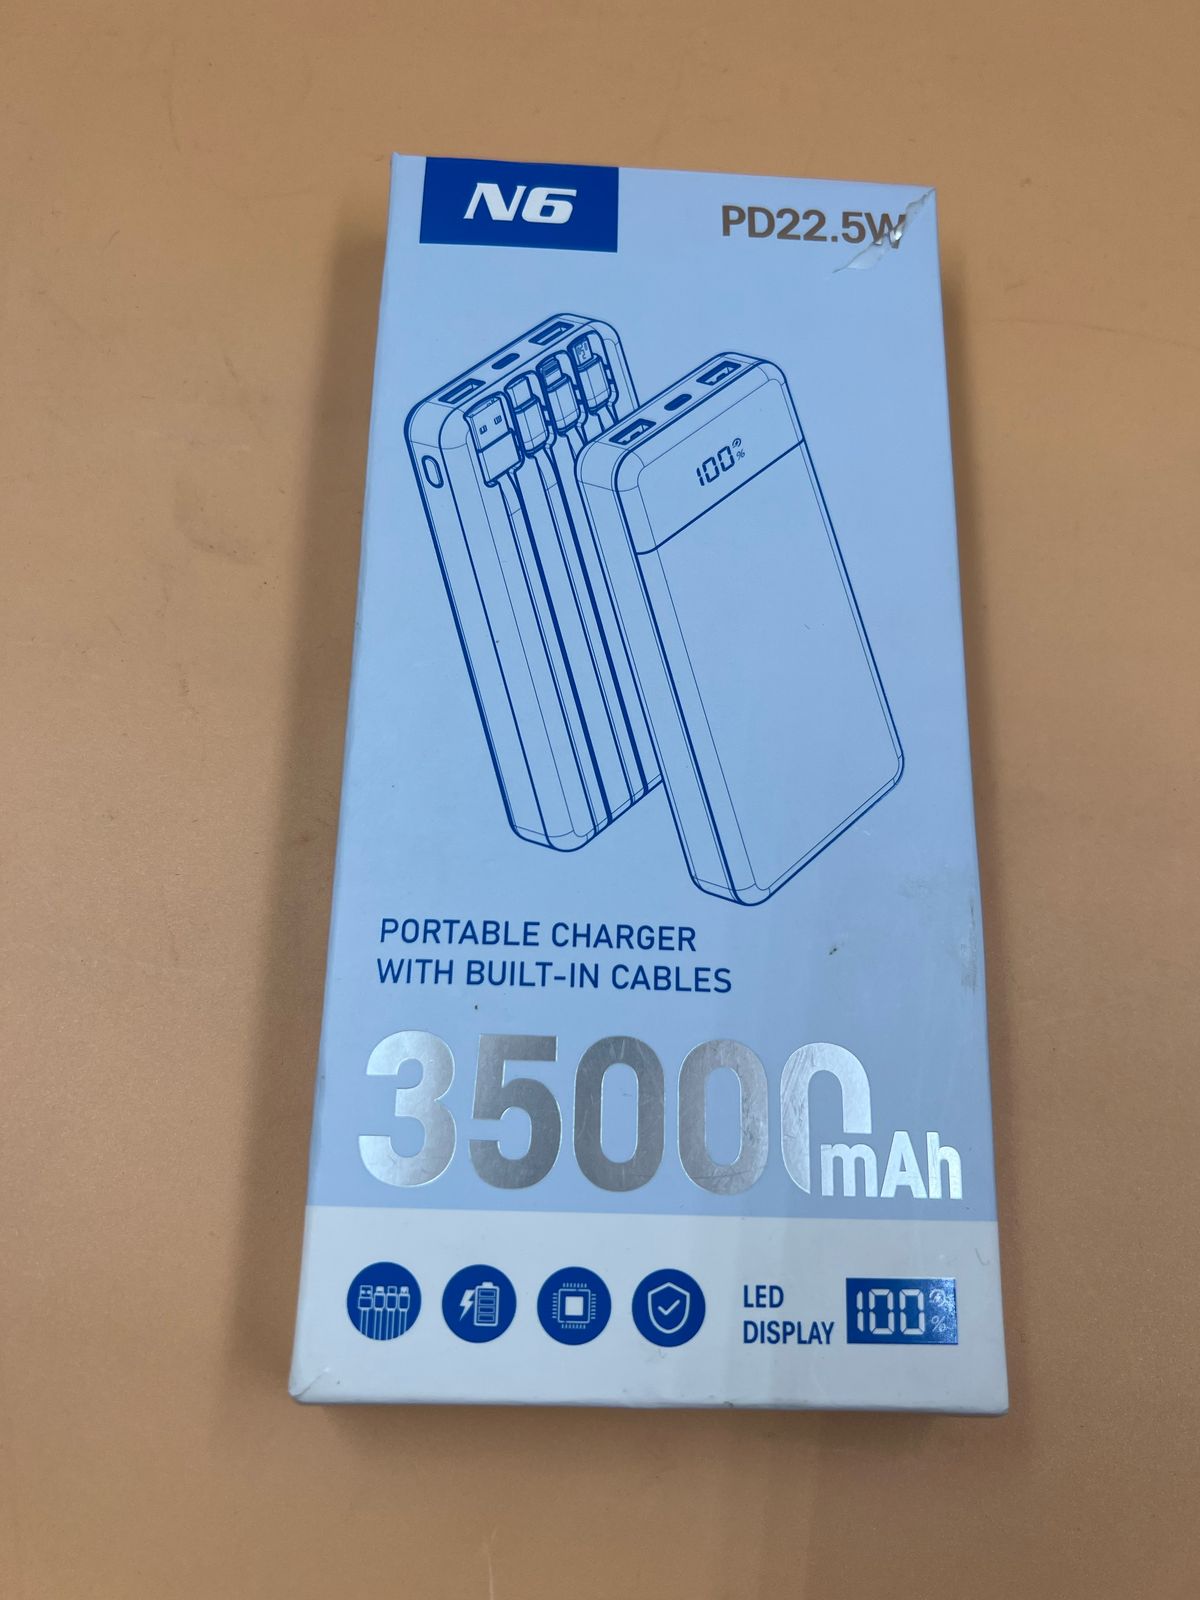 N6
PD22.5W
100%
PORTABLE CHARGER
WITH BUILT-IN CABLES
35000mAh
LED
DISPLAY
100%